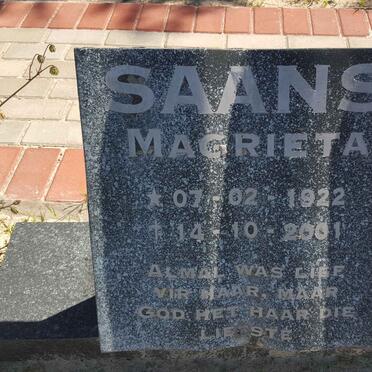 SAANS
MAGRIETA
★ 07 - 02 - 1922
† 14 - 10 - 2001
ALMAL WAS LIEF
VIR HAAR, MAAR
GOD HET HAAR DIE
LIEFSTE